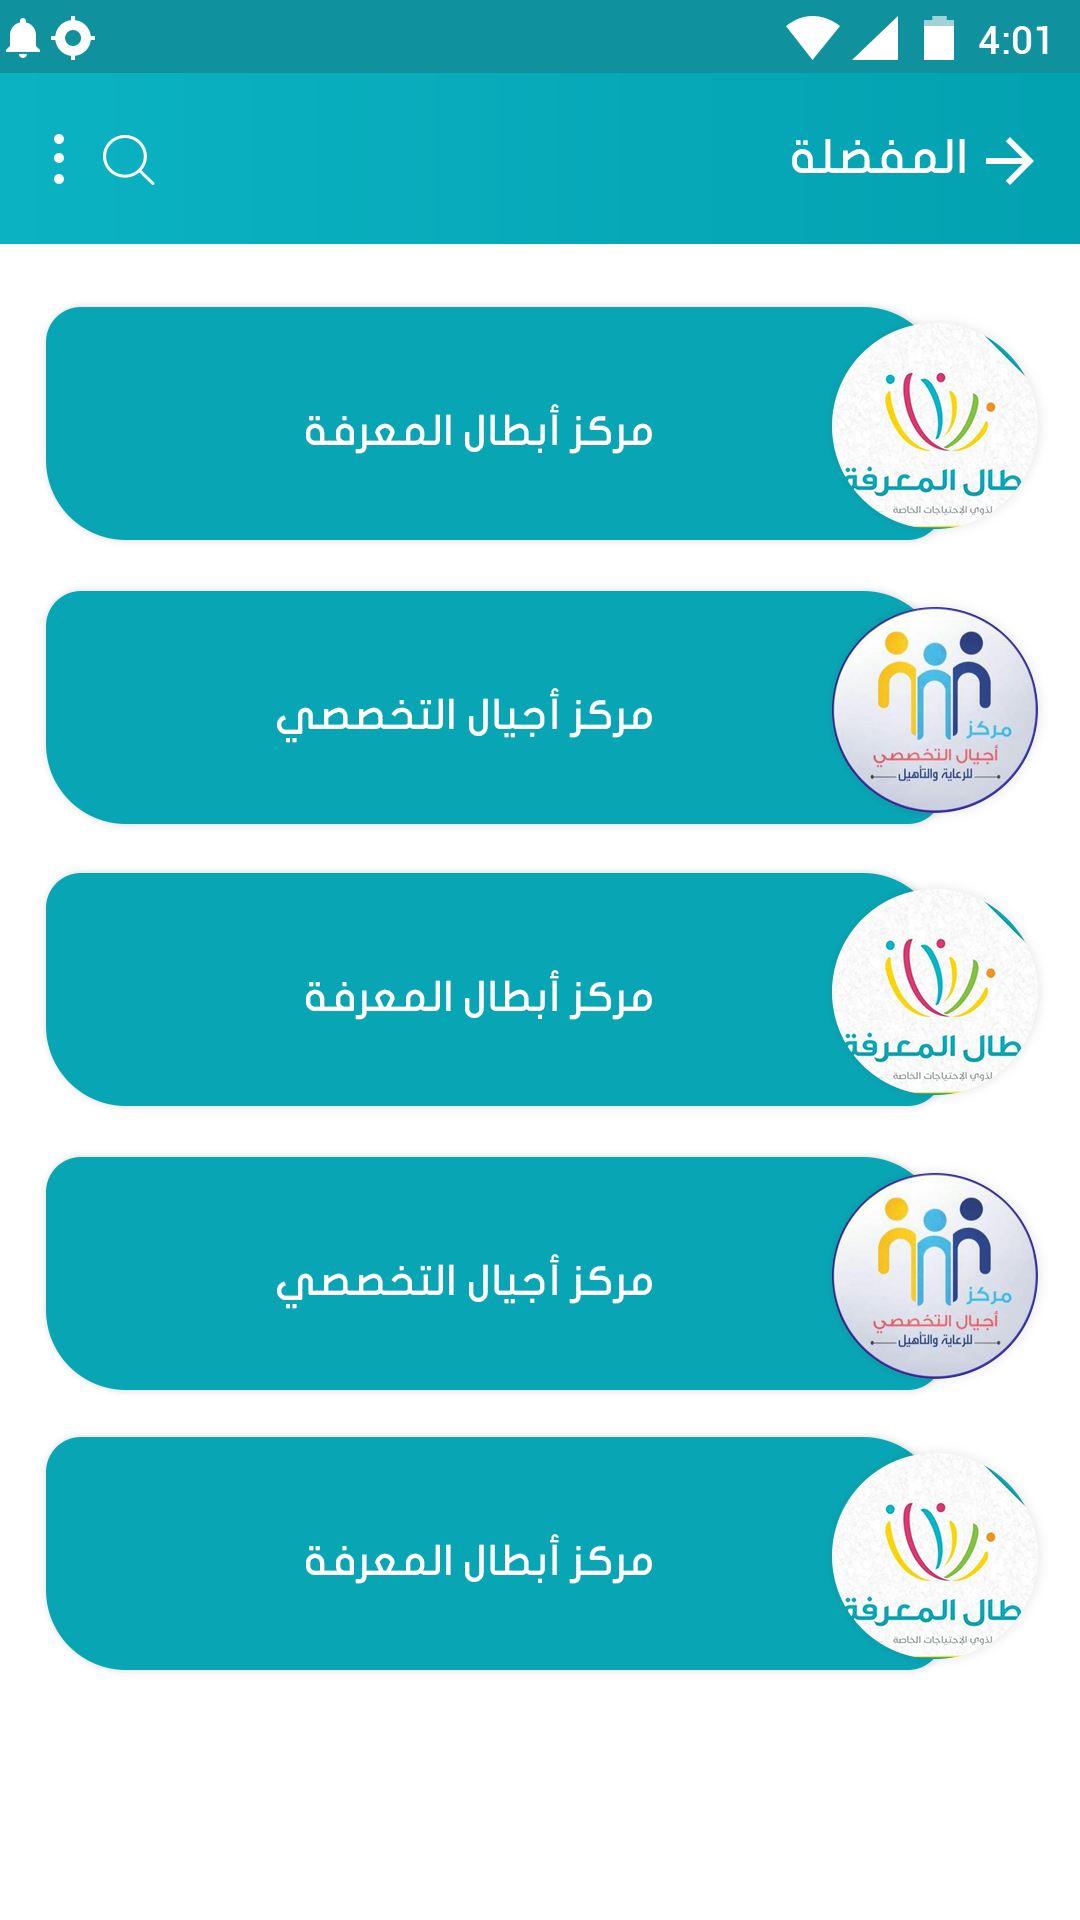 4:01
المفضلة
مركز أبطال المعرفة
طال المعرفة
لذوي الإحتياجات الخاصة
مركز أجيال التخصصي
مركز
أجيال التخصصي
للرعاية والتأهيل
مركز أبطال المعرفة
طال المعرفة
لذوي الإحتياجات الخاصة
مركز أجيال التخصصي
مركز
أجيال التخصصي
للرعاية والتأهيل
مركز أبطال المعرفة
طال المعرفة
لذوي الإحتياجات الخاصة